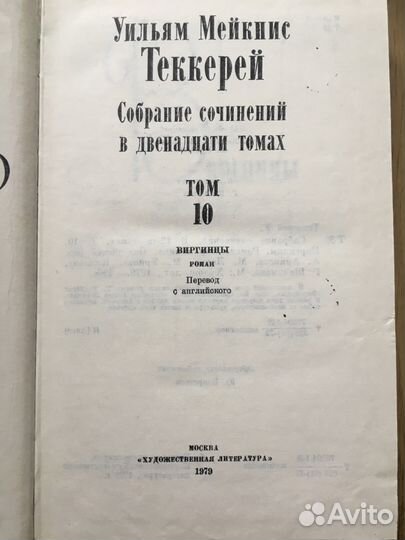 Уильям Мейкпис
Теккерей
Собрание сочинений
в двенадцати томах
ТОМ
10
ВИРГИНЦЫ
РОМАН
Перевод
с английского
МОСКВА
«ХУДОЖЕСТВЕННАЯ ЛИТЕРАТУРА»
1979
Avito